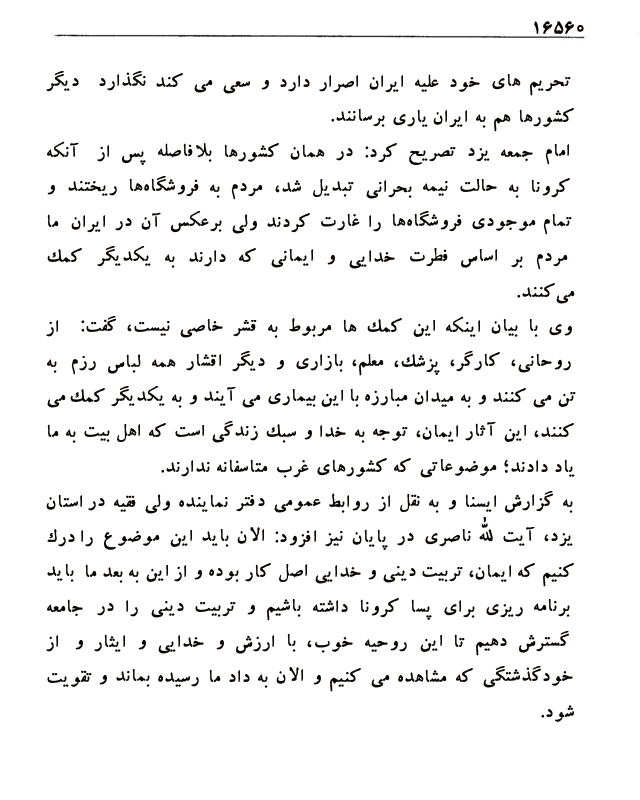 ۱۶۵۶۰
تحریم های خود علیه ایران اصرار دارد و سعی می کند نگذارد دیگر
کشورها هم به ایران یاری برسانند.
امام جمعه یزد تصریح کرد: در همان کشورها بلافاصله پس از آنکه
کرونا به حالت نیمه بحرانی تبدیل شد، مردم به فروشگاه‌ها ریختند و
تمام موجودی فروشگاه‌ها را غارت کردند ولی برعکس آن در ایران ما
مردم بر اساس فطرت خدایی و ایمانی که دارند به یکدیگر کمك
می‌کنند.
وی با بیان اینکه این کمك ها مربوط به قشر خاصی نیست، گفت: از
روحانی، کارگر، پزشك، معلم، بازاری و دیگر اقشار همه لباس رزم به
تن می کنند و به میدان مبارزه با این بیماری می آیند و به یکدیگر کمك می
کنند، این آثار ایمان، توجه به خدا و سبك زندگی است که اهل بیت به ما
یاد دادند؛ موضوعاتی که کشورهای غرب متاسفانه ندارند.
به گزارش ایسنا و به نقل از روابط عمومی دفتر نماینده ولی فقیه در استان
یزد، آیت لله ناصری در پایان نیز افزود: الان باید این موضوع را درك
کنیم که ایمان، تربیت دینی و خدایی اصل کار بوده و از این به بعد ما باید
برنامه ریزی برای پسا کرونا داشته باشیم و تربیت دینی را در جامعه
گسترش دهیم تا این روحیه خوب، با ارزش و خدایی و ایثار و از
خودگذشتگی که مشاهده می کنیم و الان به داد ما رسیده بماند و تقویت
شود.